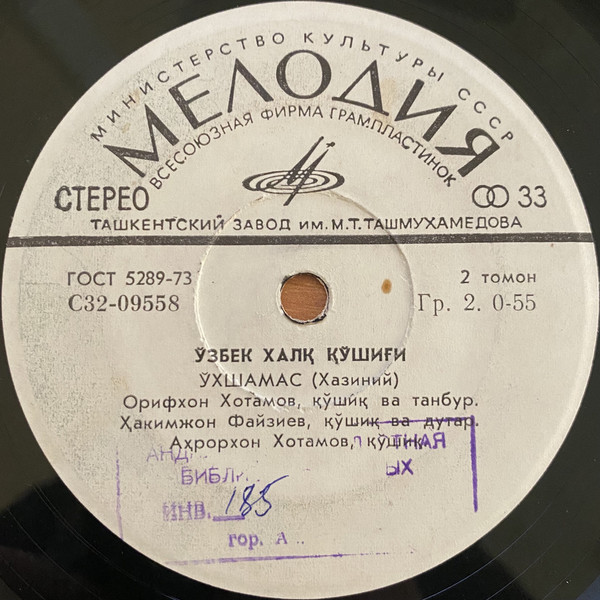 МИНИСТЕРСТВО КУЛЬТУРЫ СССР
МЕЛОДИЯ
ВСЕСОЮЗНАЯ ФИРМА ГРАМПЛАСТИНОК
СТЕРЕО
33
ТАШКЕНТСКИЙ ЗАВОД ИМ. М.Т. ТАШМУХАМЕДОВА
ГОСТ 5289-73
2 томон
С32-09558
Гр. 2. 0-55
ЎЗБЕК ХАЛҚ ҚЎШИҒИ
ЎХШАМАС (Хазиний)
Орифхон Хотамов, қўшиқ ва танбур.
Ҳакимжон Файзиев, қўшиқ ва дутар.
Аҳрорхон Хотамов, қўшиқ.
ИНВ. 185
гор. А